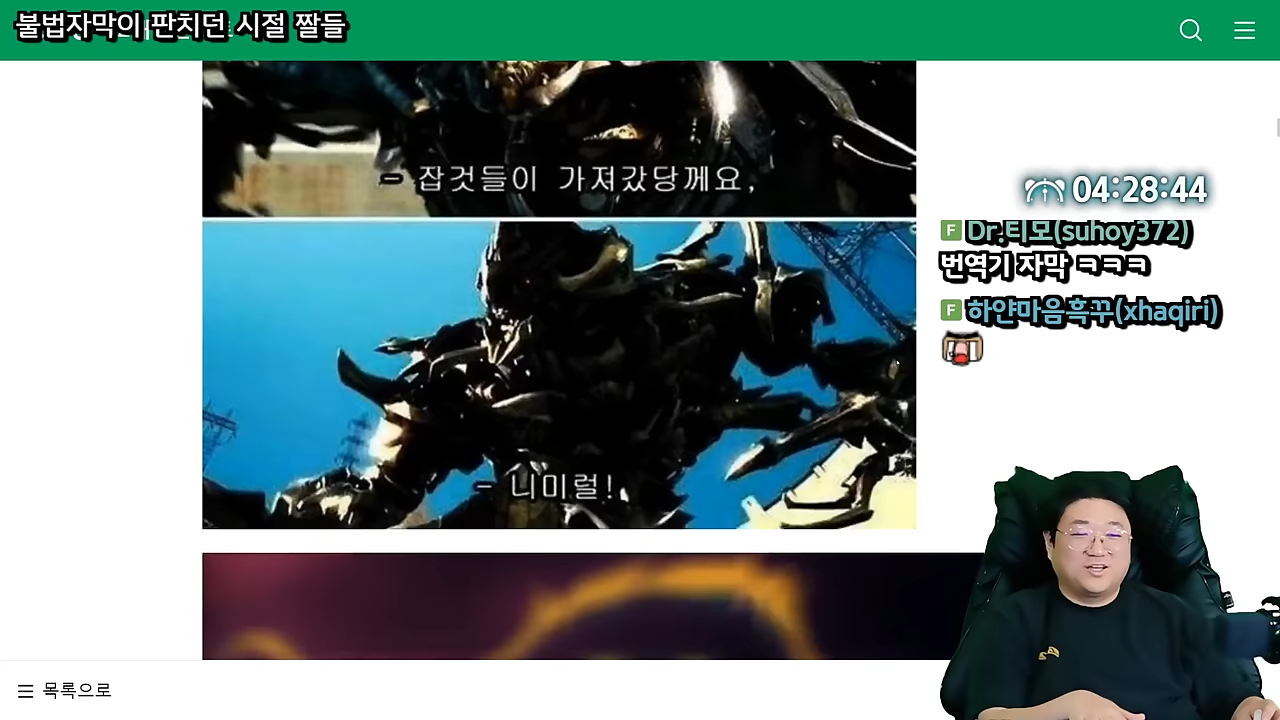 불법자막이 판치던 시절 짤들
- 잡것들이 가져갔당께요,
04:28:44
F Dr.티모(suhoy372)
번역기 자막 ㅋㅋㅋ
F 하얀마음흑꾸(xhaqiri)
- 니미럴!
목록으로